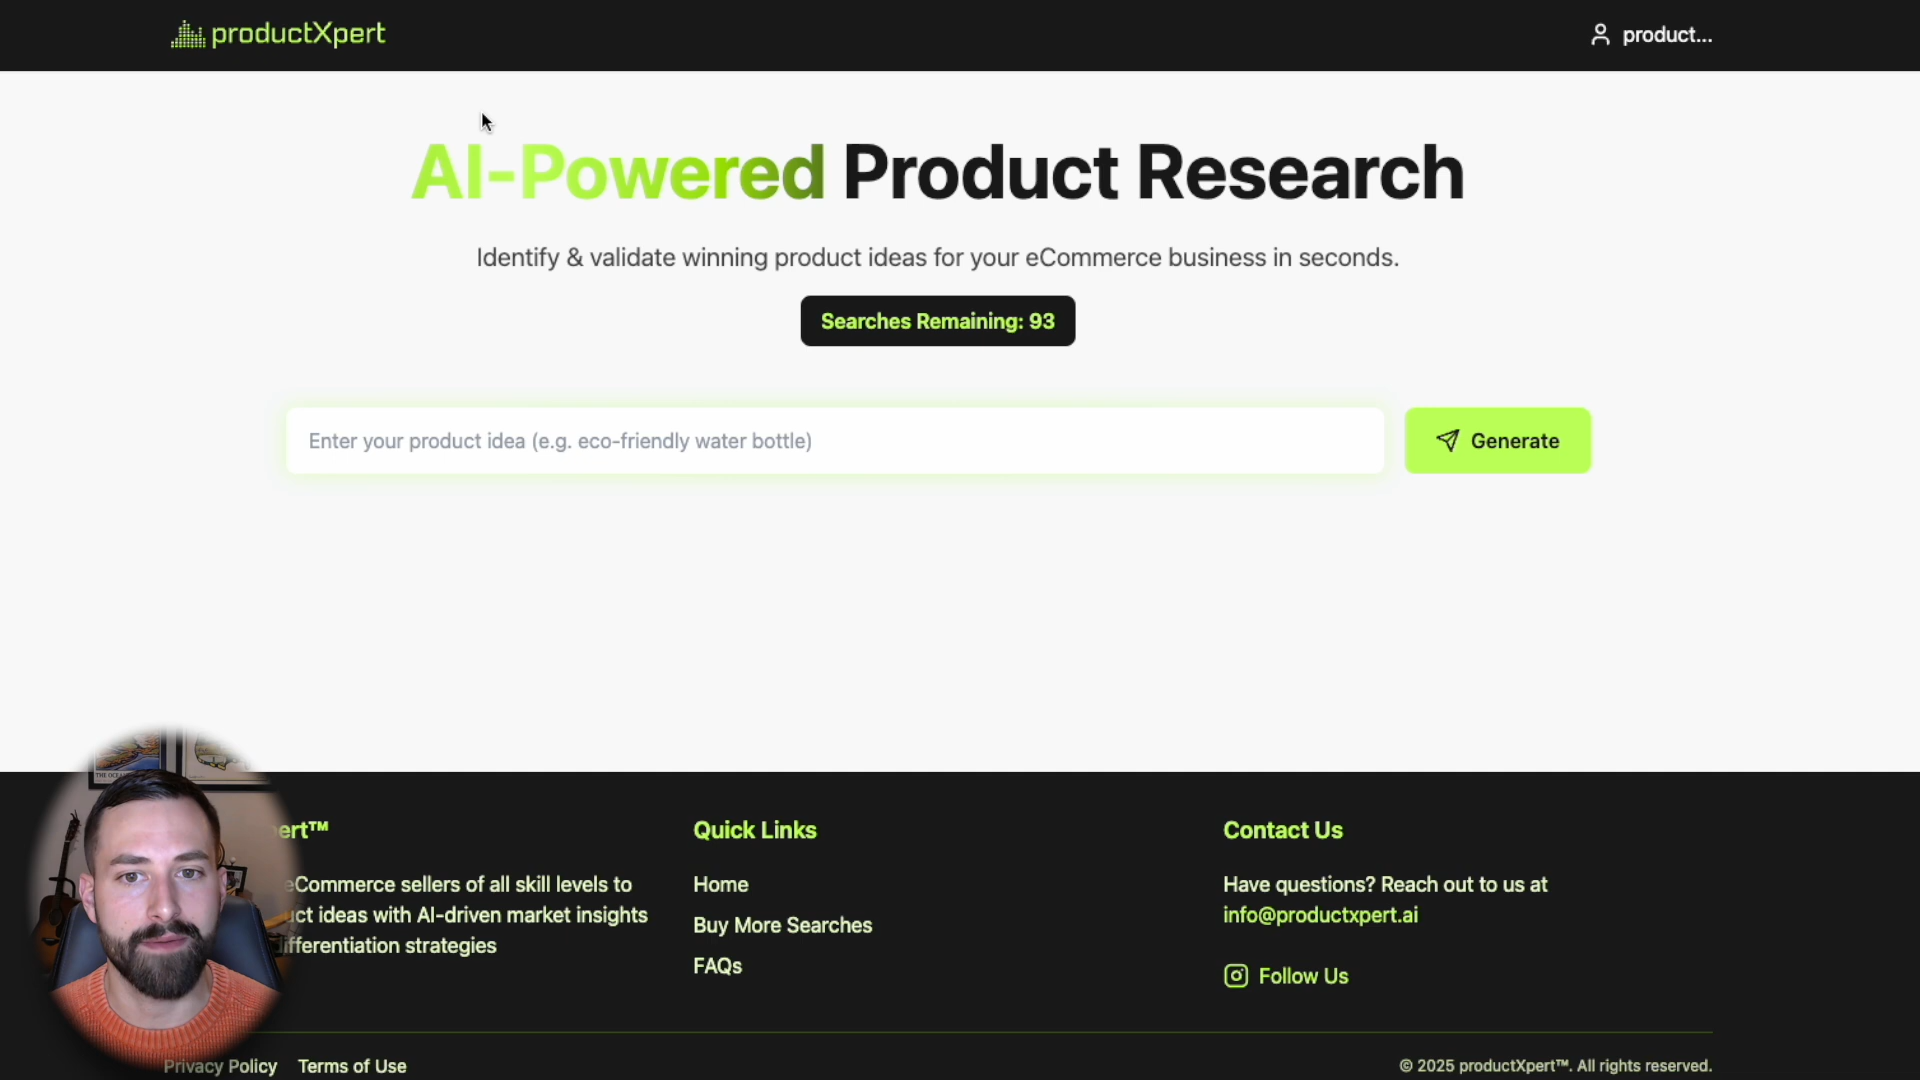 productXpert
product...
AI-Powered Product Research
Identify & validate winning product ideas for your eCommerce business in seconds.
Searches Remaining: 93
Enter your product idea (e.g. eco-friendly water bottle)
Generate
ert™
eCommerce sellers of all skill levels to
ct ideas with AI-driven market insights
ifferentiation strategies
Quick Links
Home
Buy More Searches
FAQs
Contact Us
Have questions? Reach out to us at
info@productxpert.ai
Follow Us
Privacy Policy
Terms of Use
© 2025 productXpert™. All rights reserved.